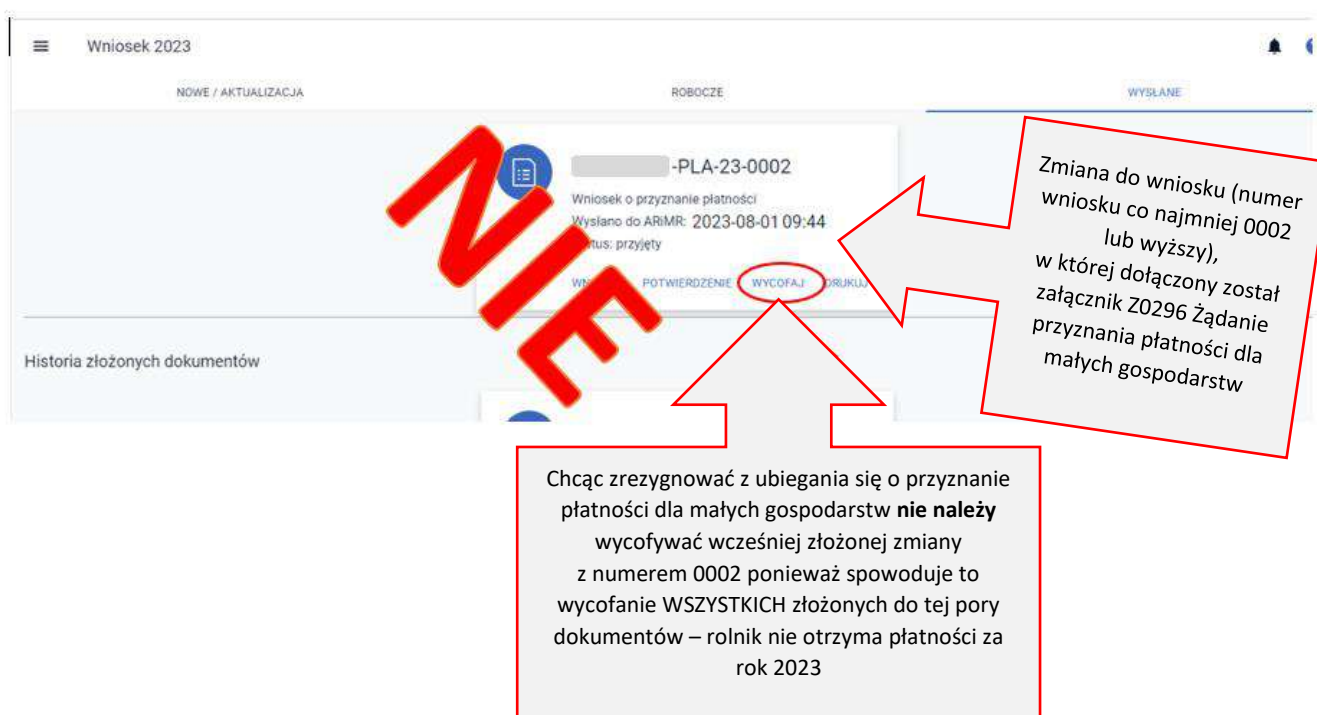 Wniosek 2023
NOWE / AKTUALIZACJA
ROBOCZE
WYSŁANE
-PLA-23-0002
Wniosek o przyznanie płatności
Wysłano do ARiMR: 2023-08-01 09:44
przyjęty
POTWIERDZENIE WYCOFAJ DRUKUJ
NIE
Historia złożonych dokumentów
Zmiana do wniosku (numer
wniosku co najmniej 0002
lub wyższy),
w której dołączony został
załącznik Z0296 Żądanie
przyznania płatności dla
małych gospodarstw
Chcąc zrezygnować z ubiegania się o przyznanie
płatności dla małych gospodarstw nie należy
wycofywać wcześniej złożonej zmiany
z numerem 0002 ponieważ spowoduje to
wycofanie WSZYSTKICH złożonych do tej pory
dokumentów – rolnik nie otrzyma płatności za
rok 2023